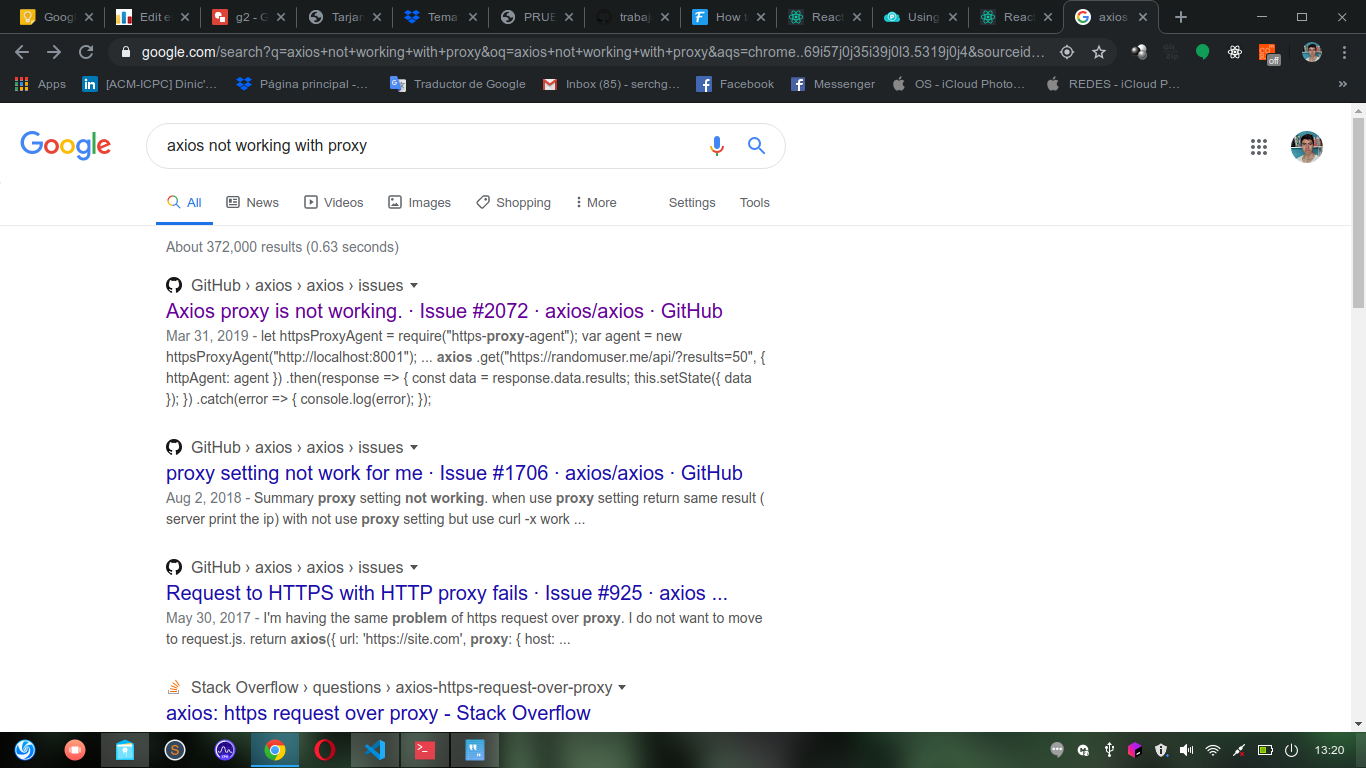 Googl
Edit e
g2 - G
Tarjan
Tema
PRUE
trabaj
How t
React
Using
React
axios
google.com/search?q=axios+not+working+with+proxy&oq=axios+not+working+with+proxy&aqs=chrome..69i57j0j35i39j0l3.5319j0j4&sourceid…
off
Apps
[ACM-ICPC] Dinic'…
Página principal -…
Traductor de Google
Inbox (85) - serchg…
Facebook
Messenger
OS - iCloud Photo…
REDES - iCloud P…
»
Google
axios not working with proxy
All
News
Videos
Images
Shopping
More
Settings
Tools
About 372,000 results (0.63 seconds)
GitHub › axios › axios › issues
Axios proxy is not working. · Issue #2072 · axios/axios · GitHub
Mar 31, 2019 - let httpsProxyAgent = require("https-proxy-agent"); var agent = new
httpsProxyAgent("http://localhost:8001"); ... axios .get("https://randomuser.me/api/?results=50", {
httpAgent: agent }) .then(response => { const data = response.data.results; this.setState({ data
}); }) .catch(error => { console.log(error); });
GitHub › axios › axios › issues
proxy setting not work for me · Issue #1706 · axios/axios · GitHub
Aug 2, 2018 - Summary proxy setting not working. when use proxy setting return same result (
server print the ip) with not use proxy setting but use curl -x work ...
GitHub › axios › axios › issues
Request to HTTPS with HTTP proxy fails · Issue #925 · axios ...
May 30, 2017 - I'm having the same problem of https request over proxy. I do not want to move
to request.js. return axios({ url: 'https://site.com', proxy: { host: ...
Stack Overflow › questions › axios-https-request-over-proxy
axios: https request over proxy - Stack Overflow
13:20